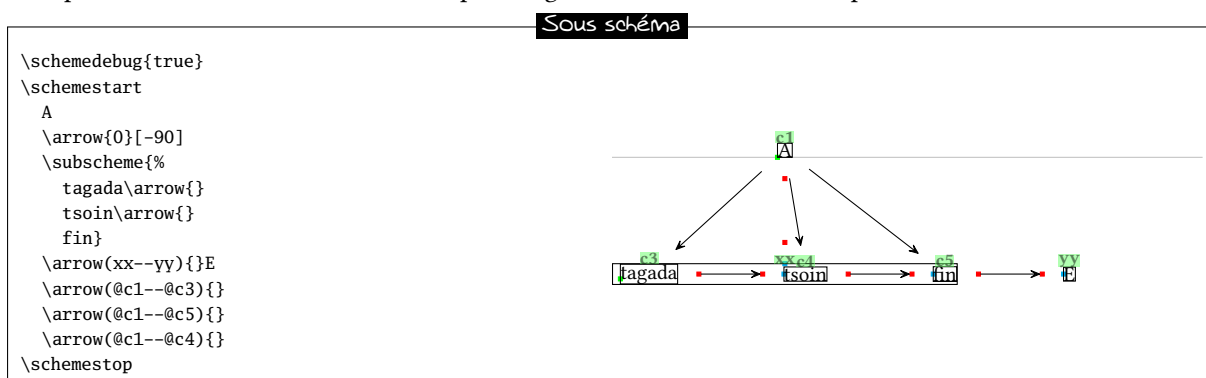 Sous schéma
\schemedebug{true}
\schemestart
A
\arrow{0}[-90]
\subscheme{%
tagada\arrow{}
tsoin\arrow{}
fin}
\arrow(xx--yy){}E
\arrow(@c1--@c3){}
\arrow(@c1--@c5){}
\arrow(@c1--@c4){}
\schemestop
c1
A
c3 xx c4 c5 yy
tagada tsoin fin E